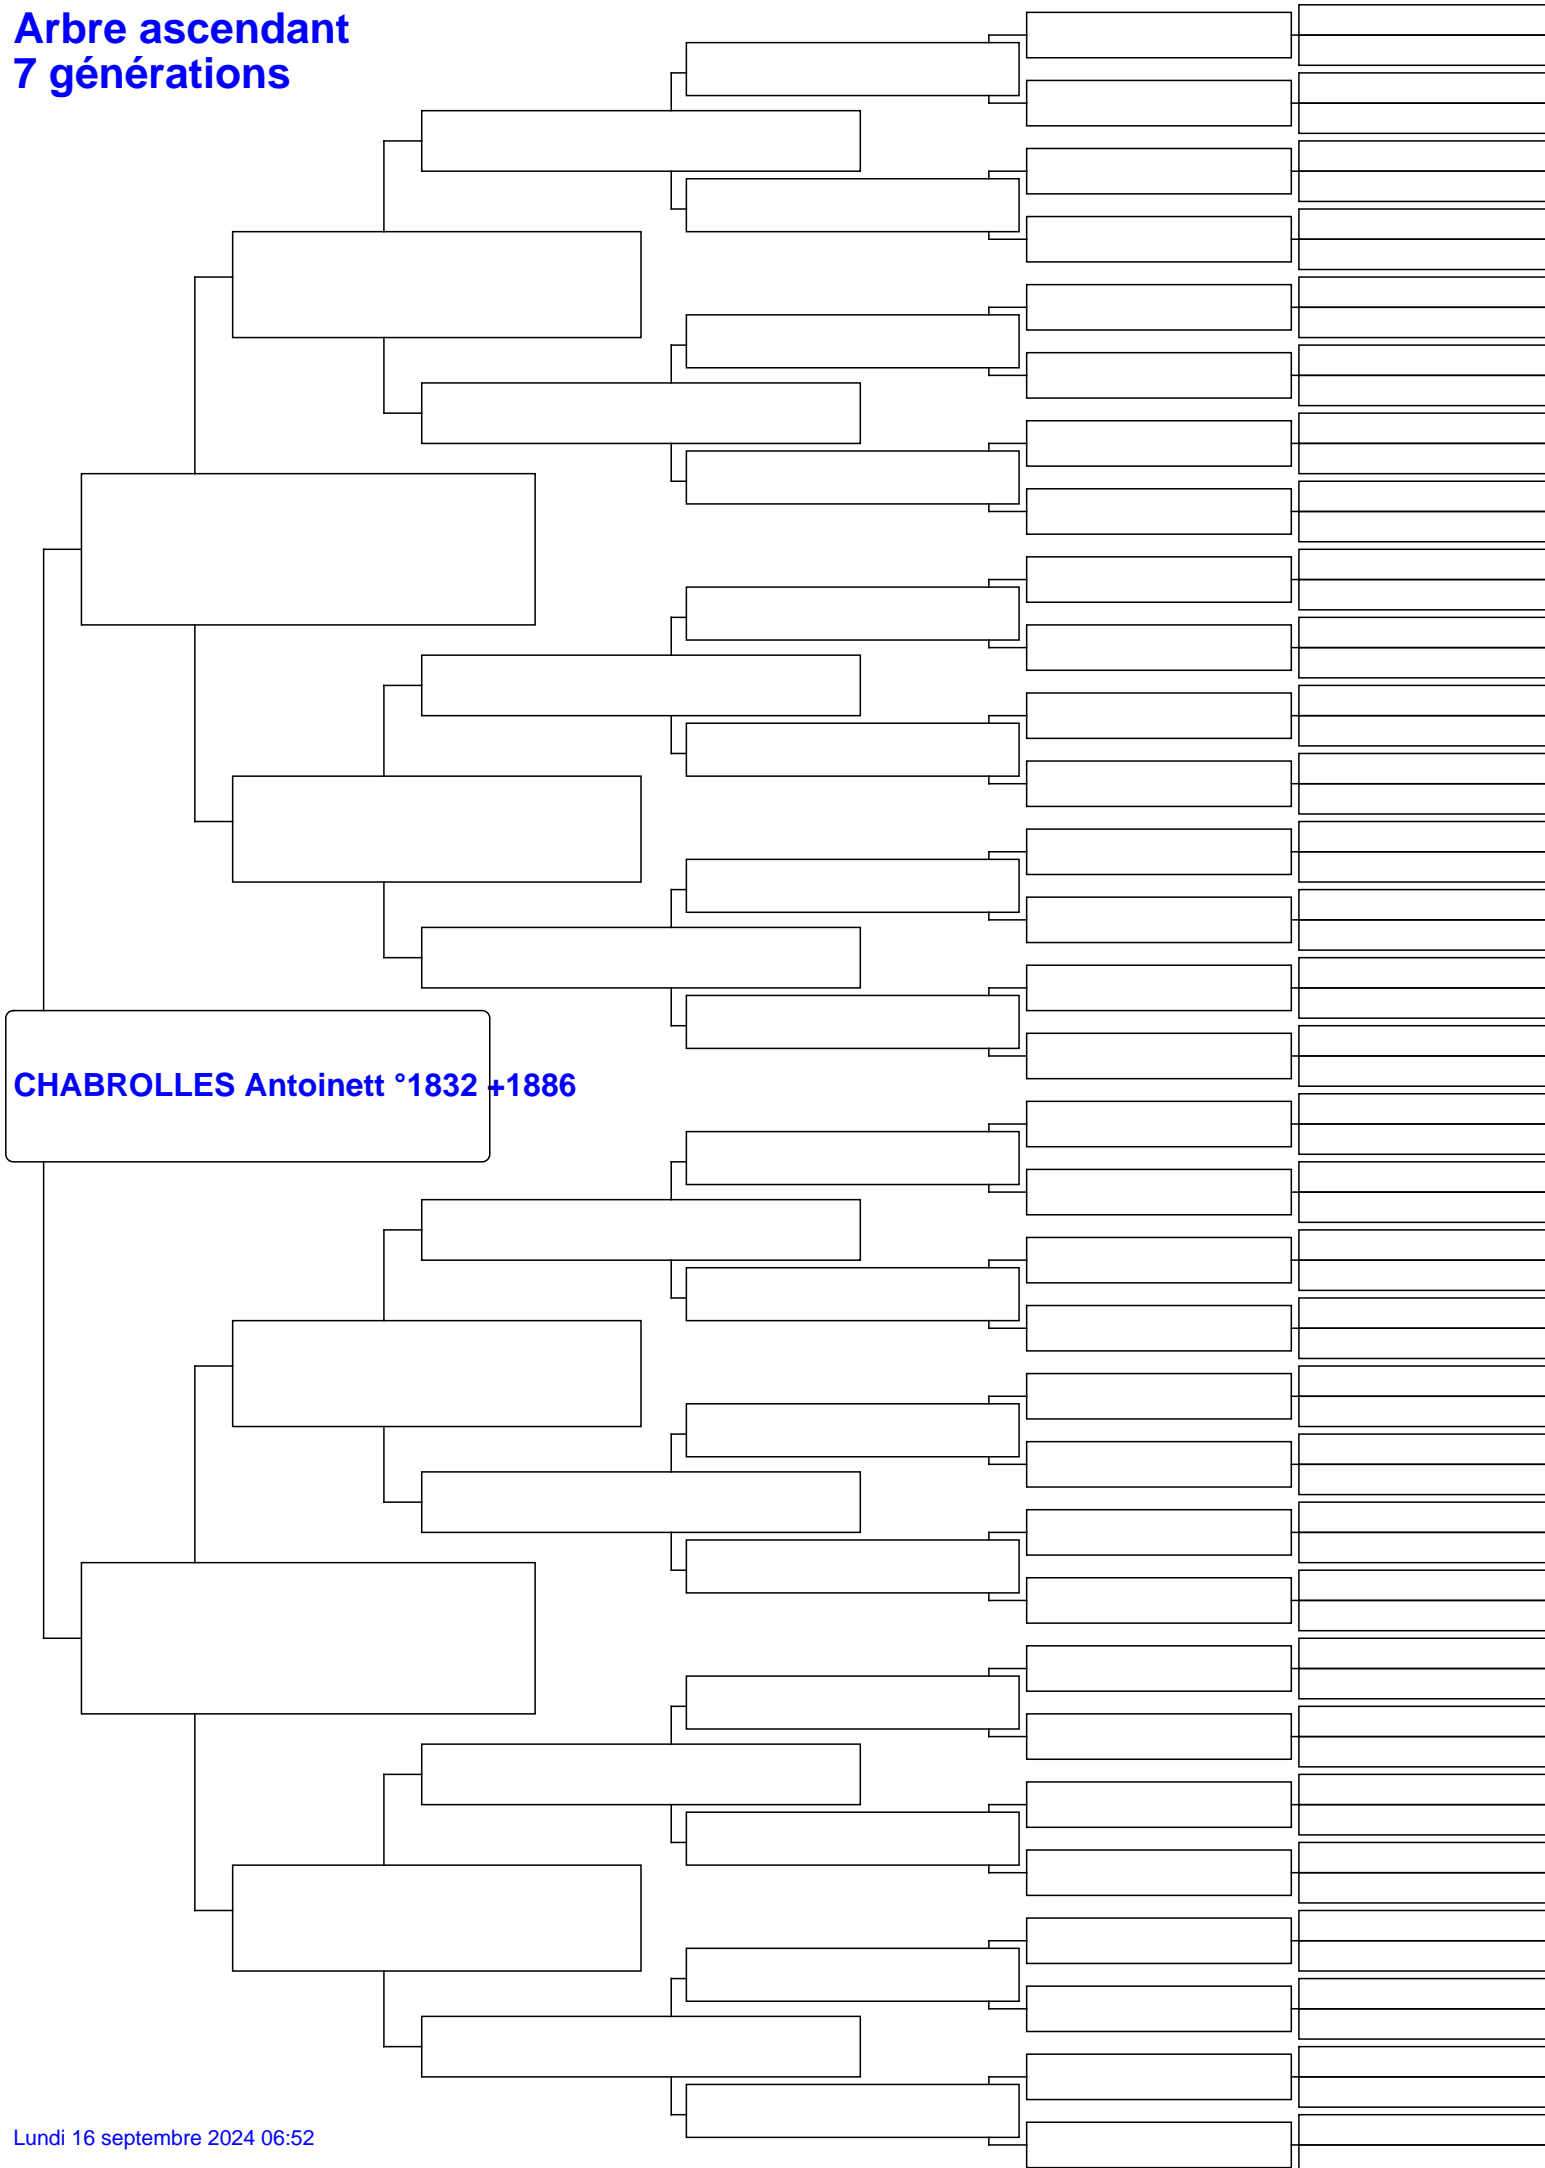 Arbre ascendant
7 générations
CHABROLLES Antoinett °1832 +1886
Lundi 16 septembre 2024 06:52